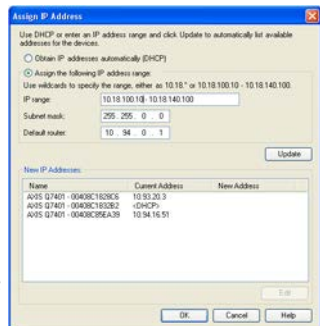 Assign IP Address
Use DHCP or enter an IP address range and click Update to automatically list available
addresses for the devices.
Obtain IP addresses automatically (DHCP)
Assign the following IP address range:
Use wildcards to specify the range, either as 10.18.* or 10.18.100.10 - 10.18.140.100.
IP range: 10.18.100.10 - 10.18.140.100
Subnet mask: 255 . 255 . 0 . 0
Default router: 10 . 94 . 0 . 1
Update
New IP Addresses:
Name Current Address New Address
AXIS Q7401 - 00408C1828C6 10.93.20.3
AXIS Q7401 - 00408C1832B2 <DHCP>
AXIS Q7401 - 00408C85EA39 10.94.16.51
Edit
OK Cancel Help